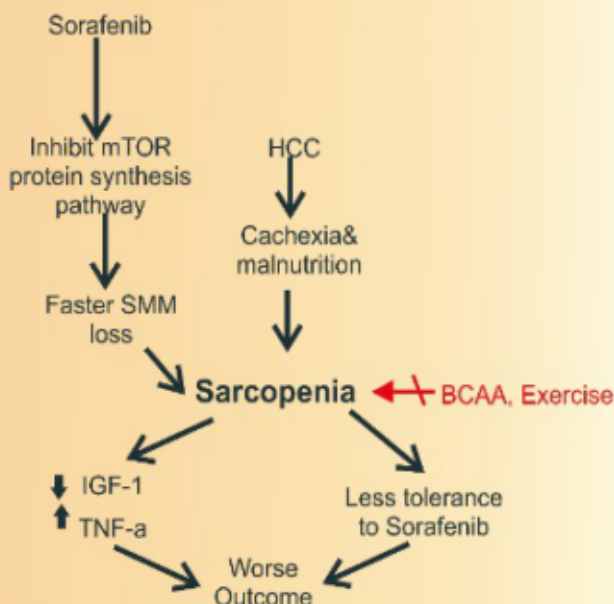 Sorafenib
Inhibit mTOR
protein synthesis
pathway
HCC
Cachexia&
malnutrition
Faster SMM
loss
Sarcopenia
BCAA, Exercise
IGF-1
TNF-a
Less tolerance
to Sorafenib
Worse
Outcome